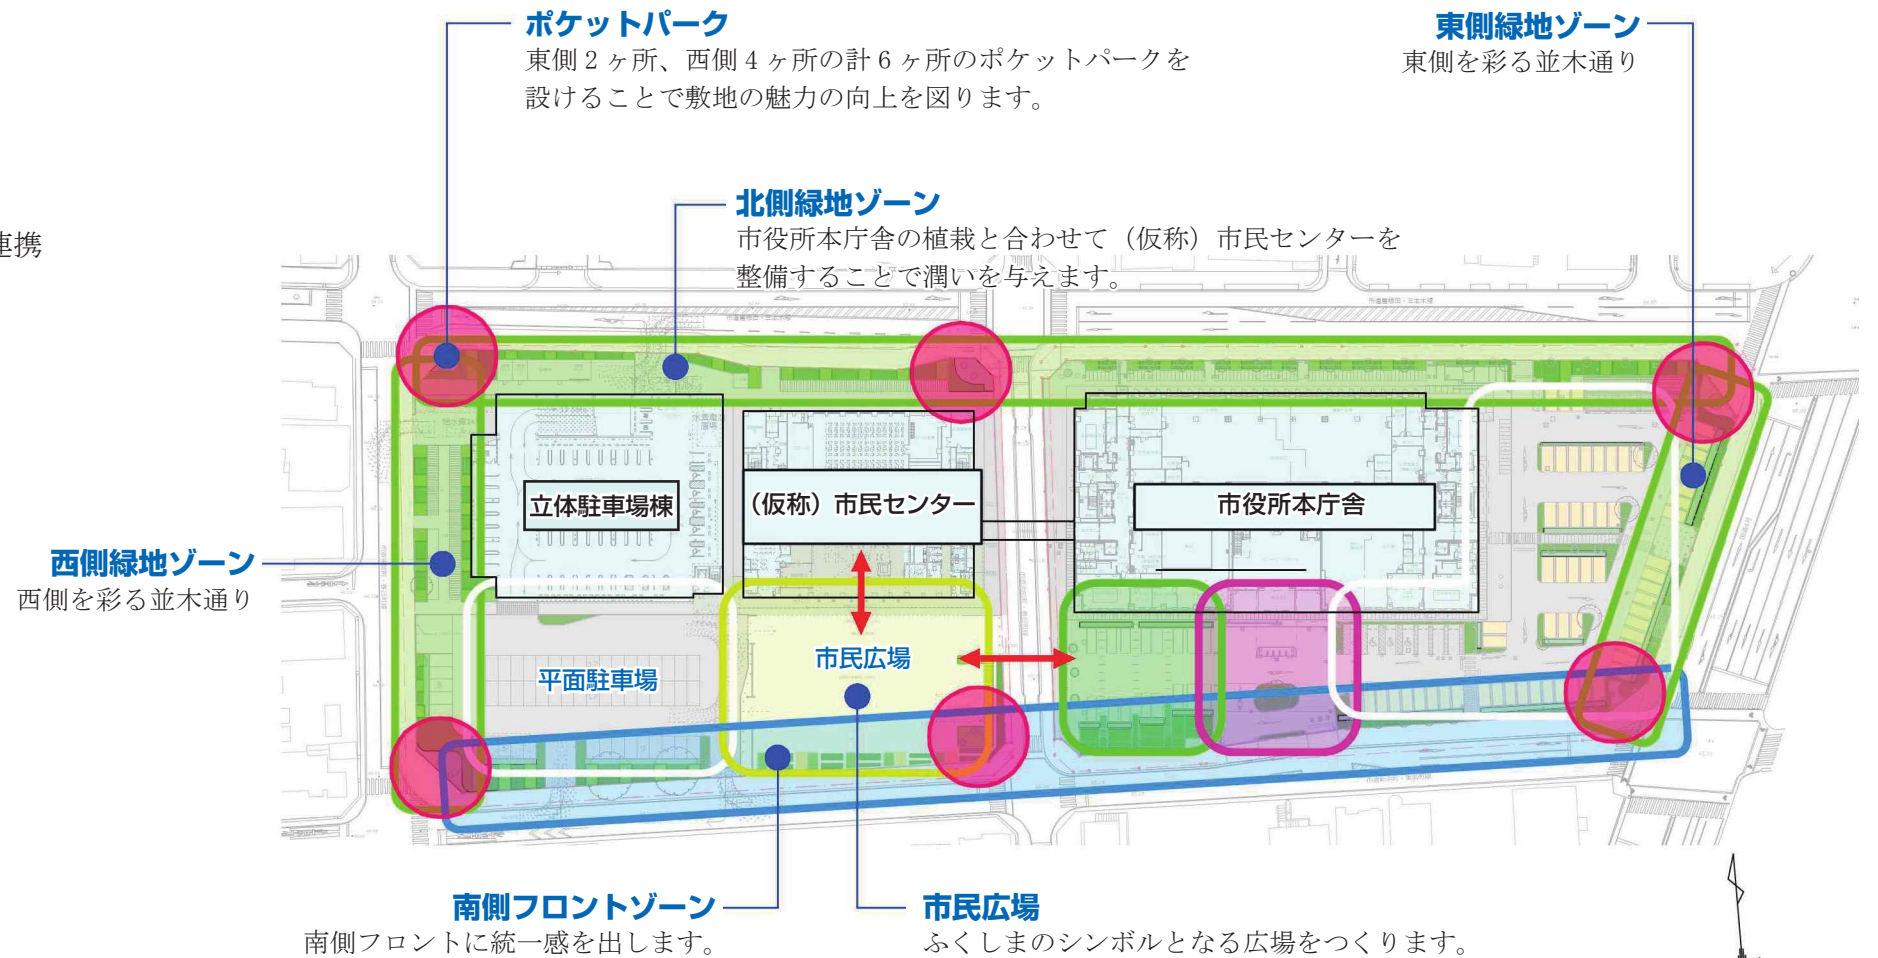 ポケットパーク
東側2ヶ所、西側4ヶ所の計6ヶ所のポケットパークを
設けることで敷地の魅力の向上を図ります。
東側緑地ゾーン
東側を彩る並木通り
北側緑地ゾーン
市役所本庁舎の植栽と合わせて（仮称）市民センターを
整備することで潤いを与えます。
連携
立体駐車場棟
（仮称）市民センター
市役所本庁舎
西側緑地ゾーン
西側を彩る並木通り
平面駐車場
市民広場
南側フロントゾーン
南側フロントに統一感を出します。
市民広場
ふくしまのシンボルとなる広場をつくります。